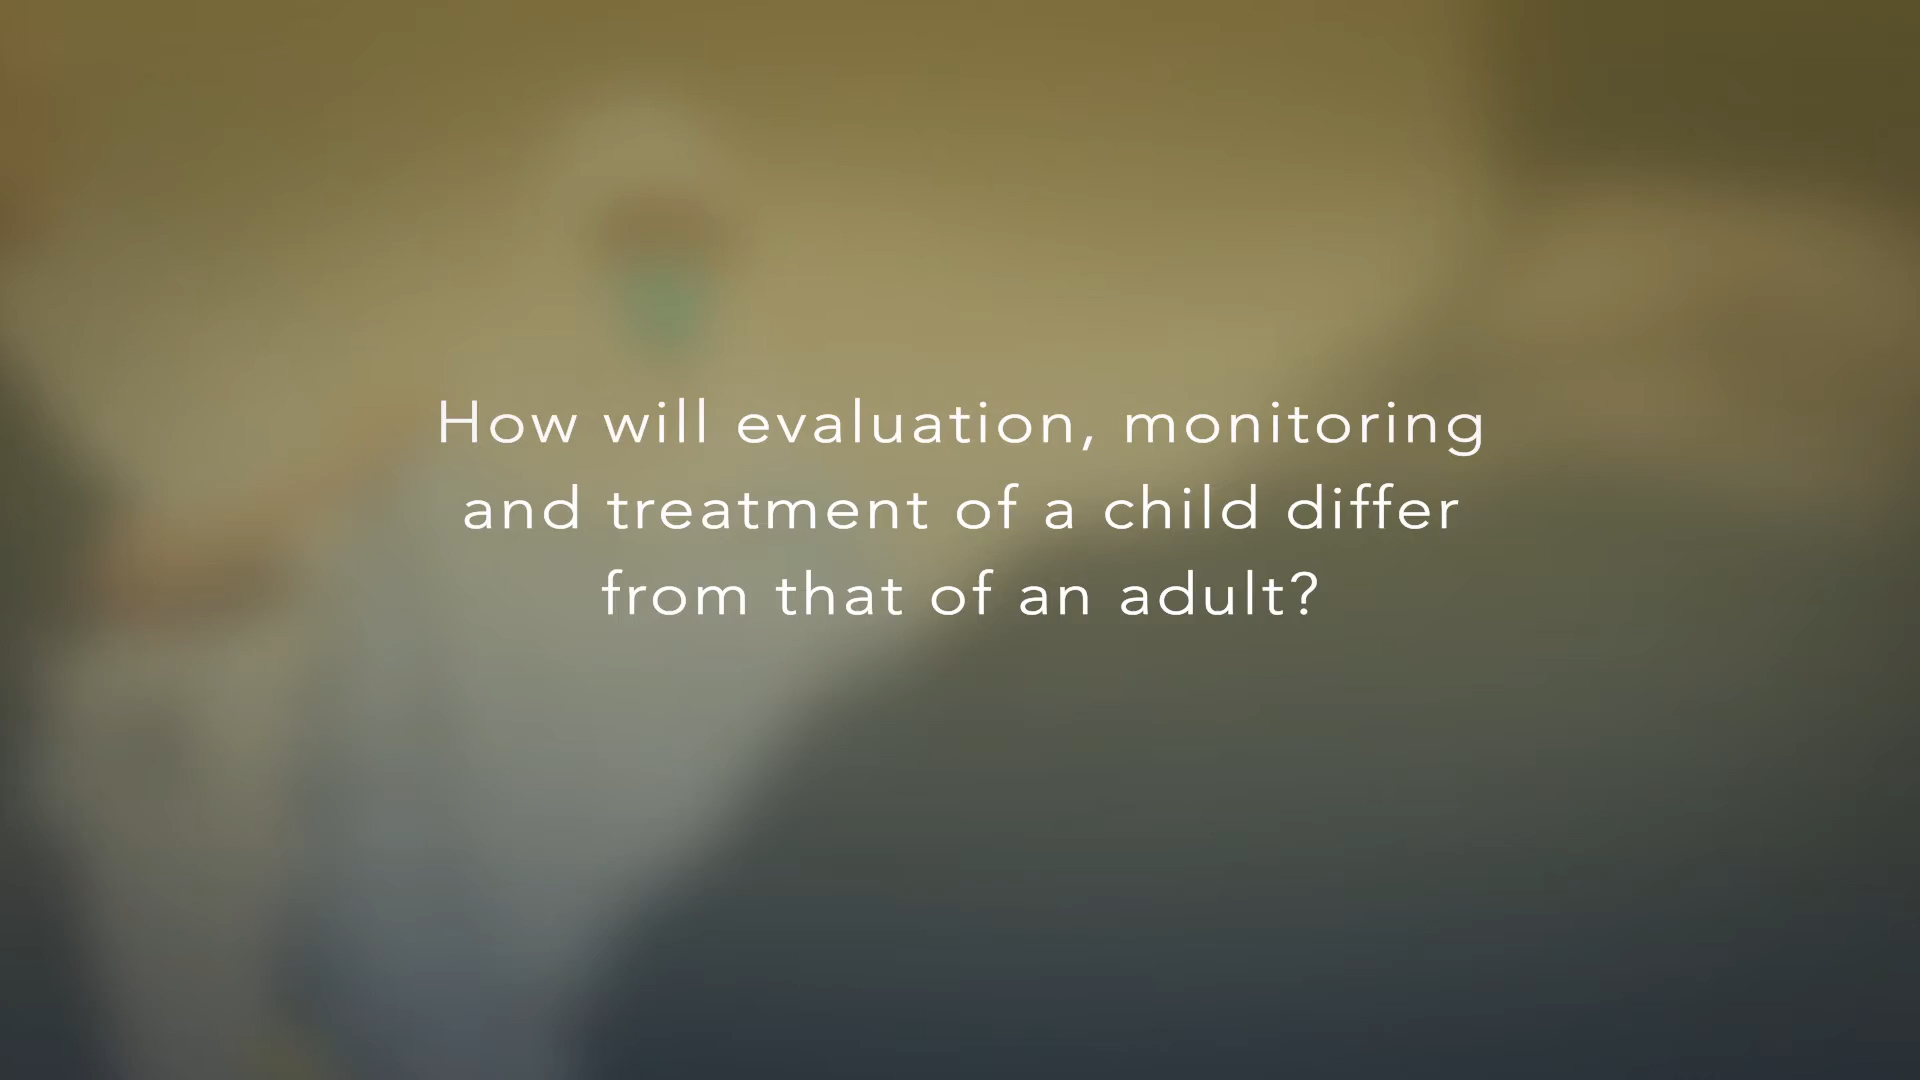 How will evaluation, monitoring
and treatment of a child differ
from that of an adult?